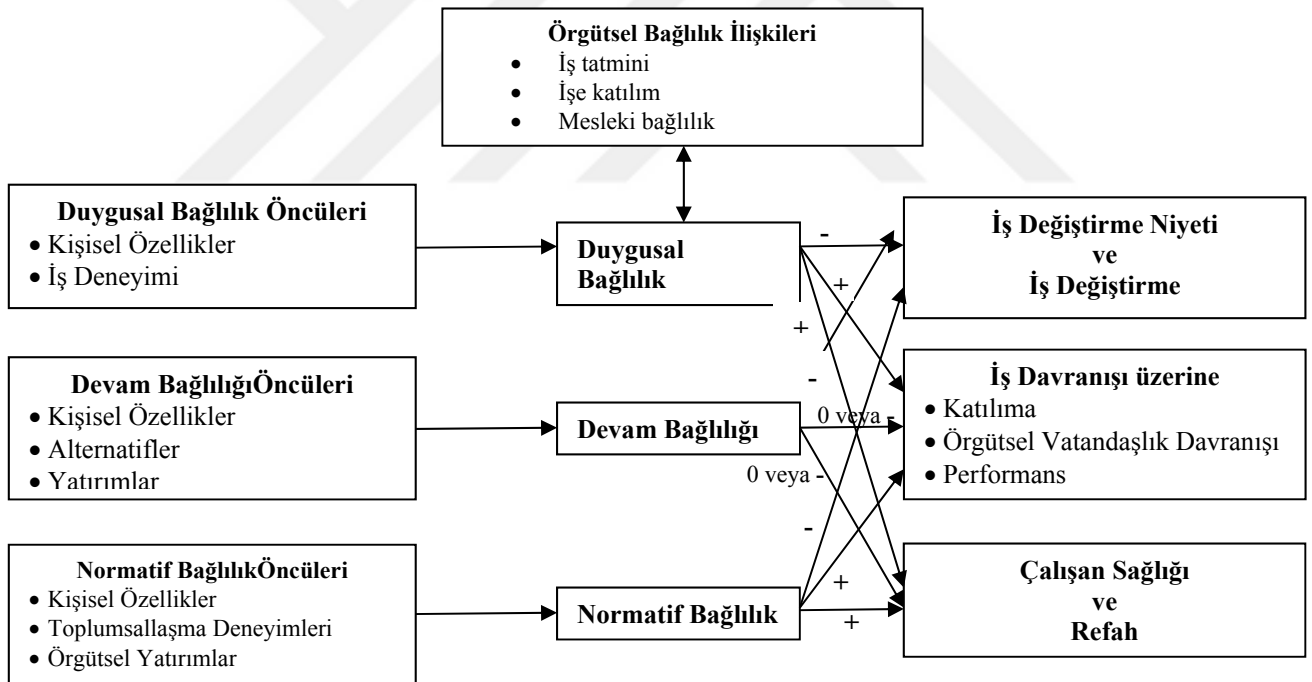 Örgütsel Bağlılık İlişkileri
• İş tatmini
• İşe katılım
• Mesleki bağlılık
Duygusal Bağlılık Öncüleri
• Kişisel Özellikler
• İş Deneyimi
Duygusal
Bağlılık
-
+
+
-
İş Değiştirme Niyeti
ve
İş Değiştirme
Devam BağlılığıÖncüleri
• Kişisel Özellikler
• Alternatifler
• Yatırımlar
Devam Bağlılığı
0 veya -
0 veya -
-
İş Davranışı üzerine
• Katılıma
• Örgütsel Vatandaşlık Davranışı
• Performans
Normatif BağlılıkÖncüleri
• Kişisel Özellikler
• Toplumsallaşma Deneyimleri
• Örgütsel Yatırımlar
Normatif Bağlılık
+
+
Çalışan Sağlığı
ve
Refah